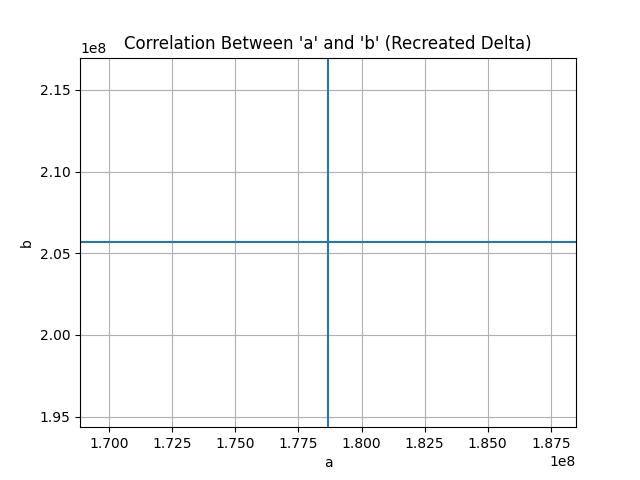 Correlation Between 'a' and 'b' (Recreated Delta)
1e8
2.15
2.10
2.05
2.00
1.95
b
1.700 1.725 1.750 1.775 1.800 1.825 1.850 1.875
a
1e8